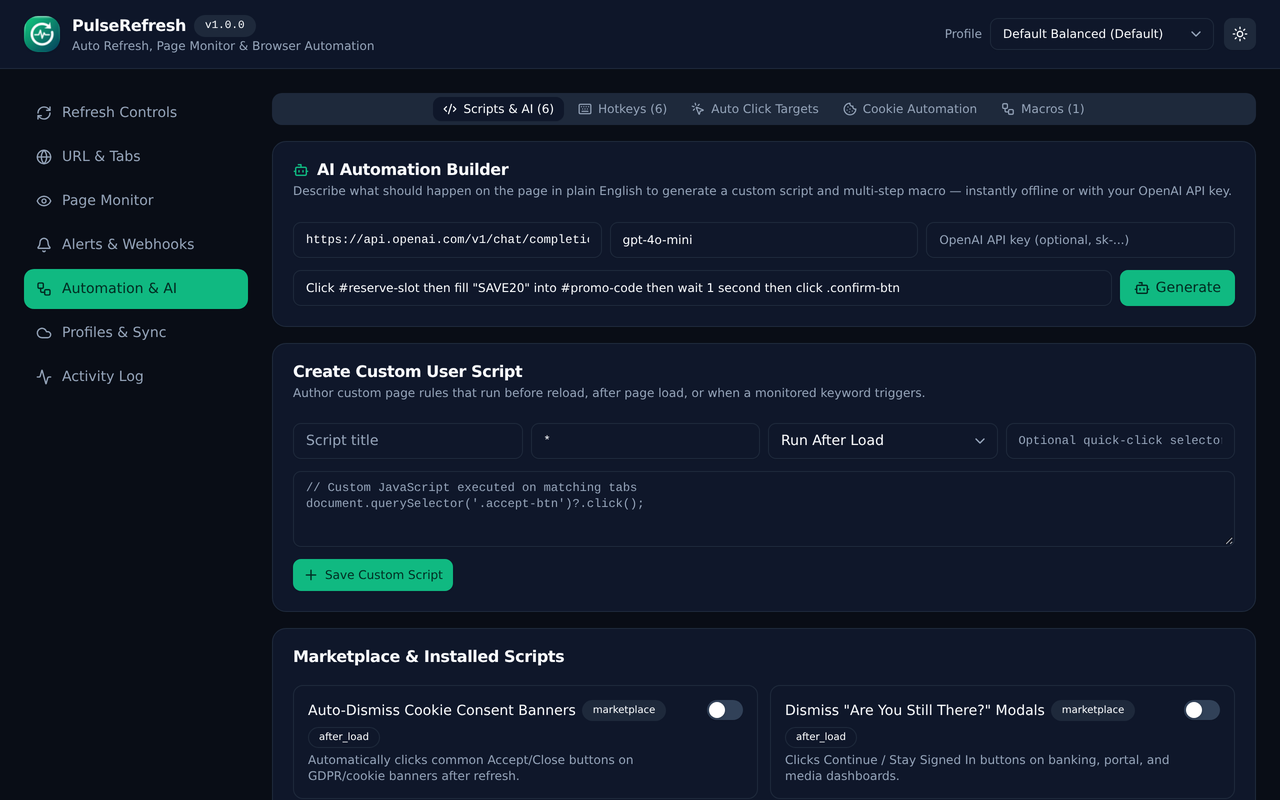 PulseRefresh v1.0.0
Auto Refresh, Page Monitor & Browser Automation
Profile Default Balanced (Default)
Refresh Controls
URL & Tabs
Page Monitor
Alerts & Webhooks
Automation & AI
Profiles & Sync
Activity Log
Scripts & AI (6) Hotkeys (6) Auto Click Targets Cookie Automation Macros (1)
AI Automation Builder
Describe what should happen on the page in plain English to generate a custom script and multi-step macro — instantly offline or with your OpenAI API key.
https://api.openai.com/v1/chat/completi gpt-4o-mini OpenAI API key (optional, sk-...)
Click #reserve-slot then fill "SAVE20" into #promo-code then wait 1 second then click .confirm-btn Generate
Create Custom User Script
Author custom page rules that run before reload, after page load, or when a monitored keyword triggers.
Script title * Run After Load Optional quick-click selector
// Custom JavaScript executed on matching tabs
document.querySelector('.accept-btn')?.click();
Save Custom Script
Marketplace & Installed Scripts
Auto-Dismiss Cookie Consent Banners marketplace
after_load
Automatically clicks common Accept/Close buttons on
GDPR/cookie banners after refresh.
Dismiss "Are You Still There?" Modals marketplace
after_load
Clicks Continue / Stay Signed In buttons on banking, portal, and
media dashboards.